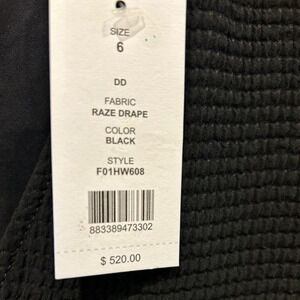 SIZE
6
DD
FABRIC
RAZE DRAPE
COLOR
BLACK
STYLE
F01HW608
883389473302
$ 520.00